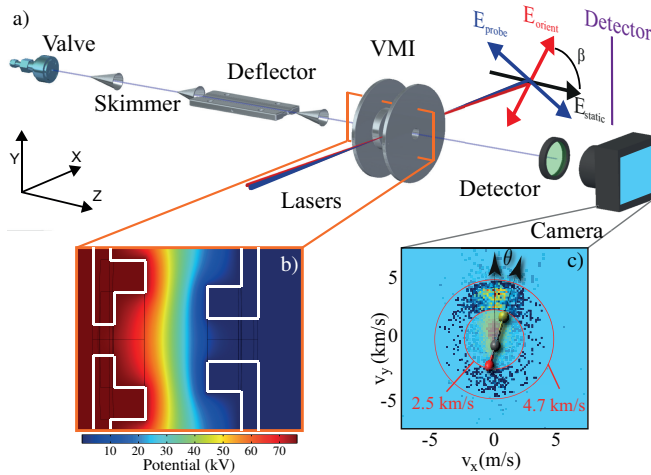 a)
Valve
Skimmer
Deflector
VMI
E_probe
E_orient
β
E_static
Detector
Y
X
Z
Lasers
Detector
Camera
b)
0 10 20 30 40 50 60 70
Potential (kV)
c)
θ
5
0
-5
v_y (km/s)
2.5 km/s
4.7 km/s
-5 0 5
v_x(m/s)